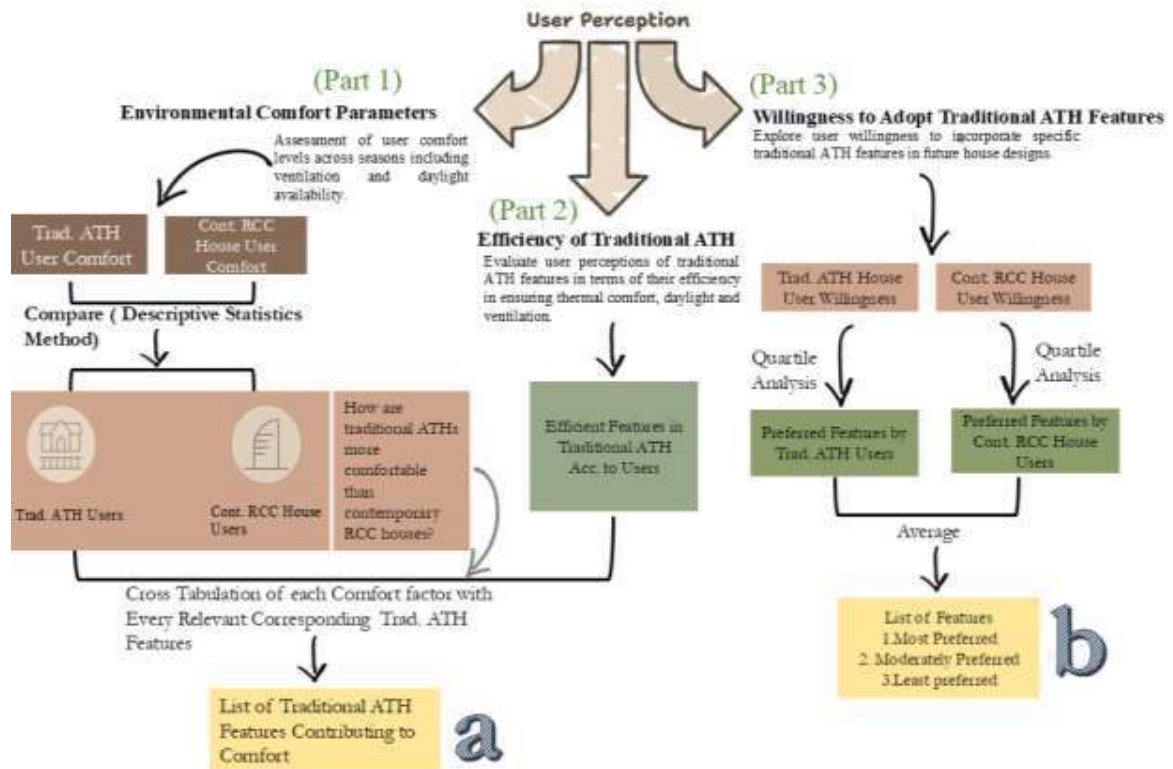 User Perception
(Part 1)
Environmental Comfort Parameters
Assessment of user comfort
levels across seasons including
ventilation and daylight
availability.
Trad. ATH
User Comfort
Cont. RCC
House User
Comfort
Compare ( Descriptive Statistics
Method)
Trad. ATH Users
Cont. RCC House
Users
How are
traditional ATHs
more
comfortable
than
contemporary
RCC houses?
(Part 2)
Efficiency of Traditional ATH
Evaluate user perceptions of traditional
ATH features in terms of their efficiency
in ensuring thermal comfort, daylight and
ventilation.
Efficient Features in
Traditional ATH
Acc. to Users
Cross Tabulation of each Comfort factor with
Every Relevant Corresponding Trad. ATH
Features
List of Traditional ATH
Features Contributing to
Comfort
a
(Part 3)
Willingness to Adopt Traditional ATH Features
Explore user willingness to incorporate specific
traditional ATH features in future house designs.
Trad. ATH House
User Willingness
Cont. RCC House
User Willingness
Quartile
Analysis
Quartile
Analysis
Preferred Features by
Trad. ATH Users
Preferred Features by
Cont. RCC House
Users
Average
List of Features
1.Most Preferred
2. Moderately Preferred
3.Least preferred
b